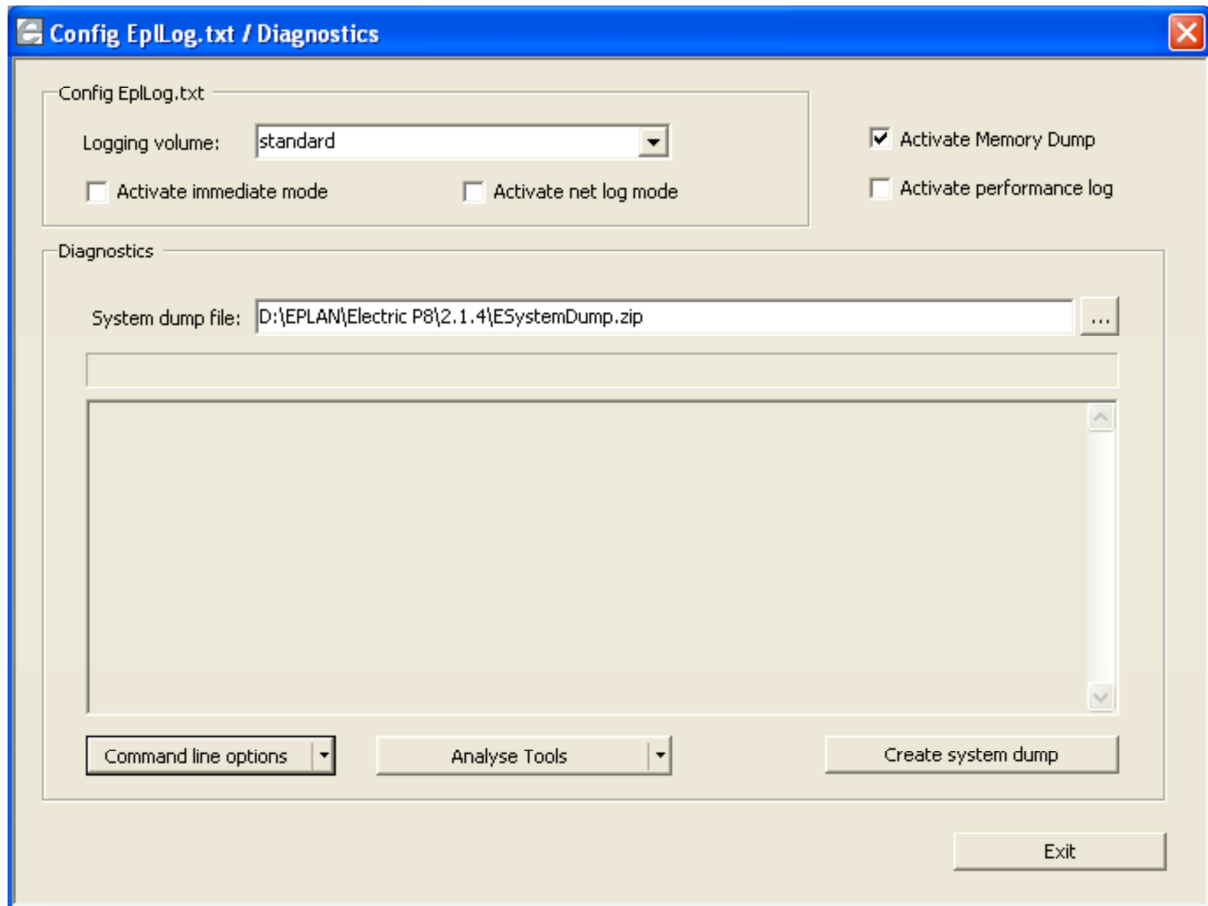 Config EplLog.txt / Diagnostics
Config EplLog.txt
Logging volume: standard
Activate Memory Dump
Activate immediate mode
Activate net log mode
Activate performance log
Diagnostics
System dump file: D:\EPLAN\Electric P8\2.1.4\ESystemDump.zip
...
Command line options
Analyse Tools
Create system dump
Exit